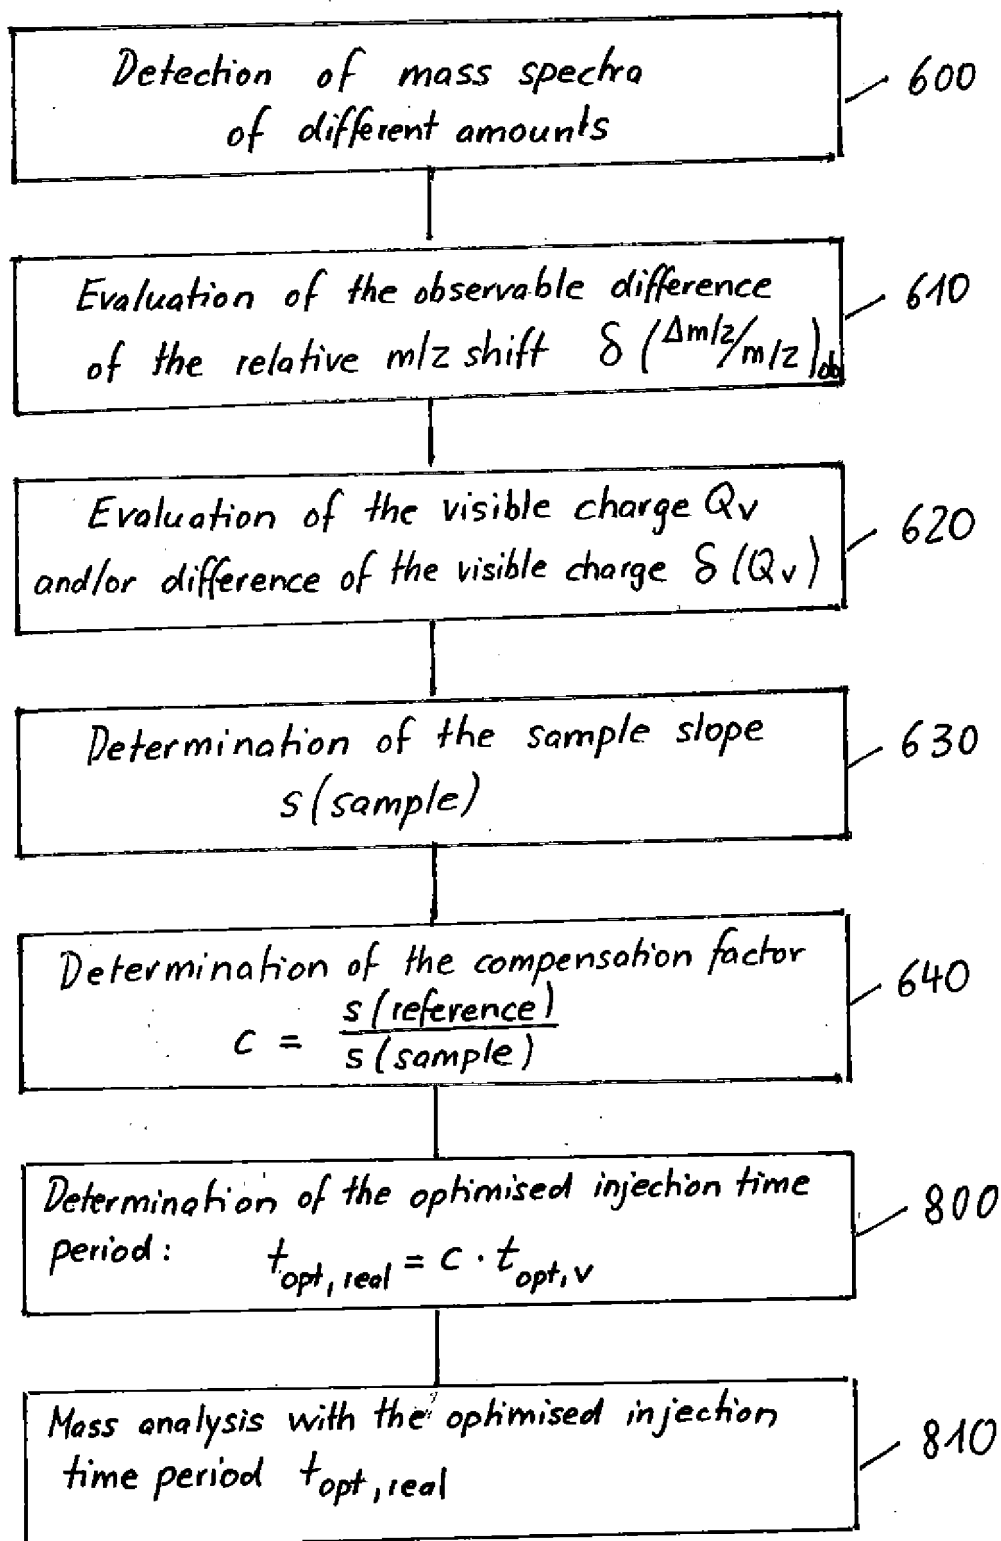 Detection of mass spectra
of different amounts
600
Evaluation of the observable difference
of the relative m/z shift δ (Δm/z/m/z)ob
610
Evaluation of the visible charge Qv
and/or difference of the visible charge δ (Qv)
620
Determination of the sample slope
s(sample)
630
Determination of the compensation factor
c = s(reference)
s(sample)
640
Determination of the optimised injection time
period: topt, real = c · topt, v
800
Mass analysis with the optimised injection
time period topt, real
810